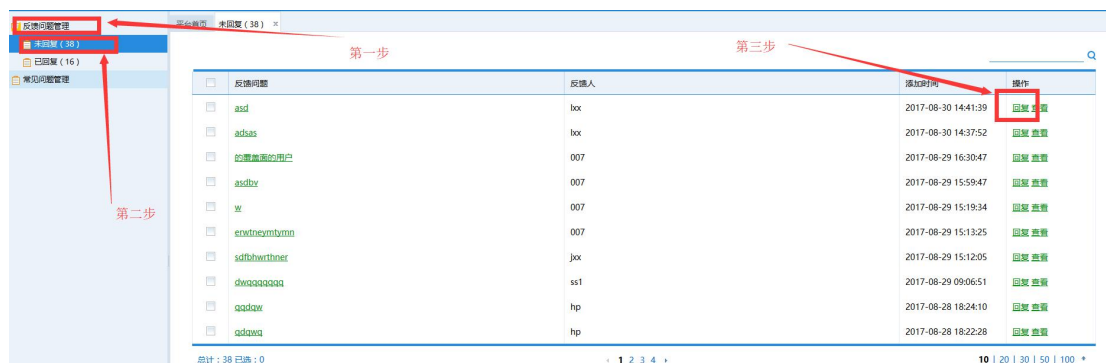 反馈问题管理
未回复(38)
已回复(16)
常见问题管理
平台首页 未回复(38) ×
第一步
第二步
第三步
反馈问题 反馈人 添加时间 操作
asd lxx 2017-08-30 14:41:39 回复 查看
adsas lxx 2017-08-30 14:37:52 回复 查看
的覆盖面的用户 007 2017-08-29 16:30:47 回复 查看
asdbv 007 2017-08-29 15:59:47 回复 查看
w 007 2017-08-29 15:19:34 回复 查看
erwtneymtymn 007 2017-08-29 15:13:25 回复 查看
sdfbhwrthner jxx 2017-08-29 15:12:05 回复 查看
dwqqqqqqq ss1 2017-08-29 09:06:51 回复 查看
qqdqw hp 2017-08-28 18:24:10 回复 查看
qdqwq hp 2017-08-28 18:22:28 回复 查看
总计:38 已选:0 1 2 3 4 10 | 20 | 30 | 50 | 100 *